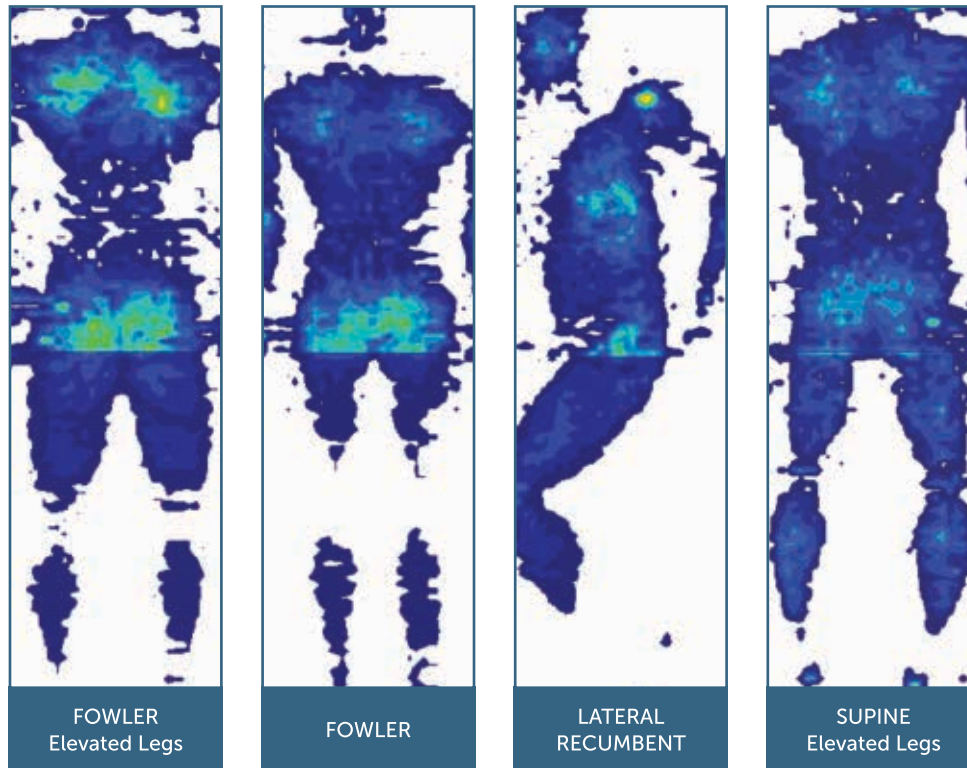 FOWLER
Elevated Legs
FOWLER
LATERAL
RECUMBENT
SUPINE
Elevated Legs